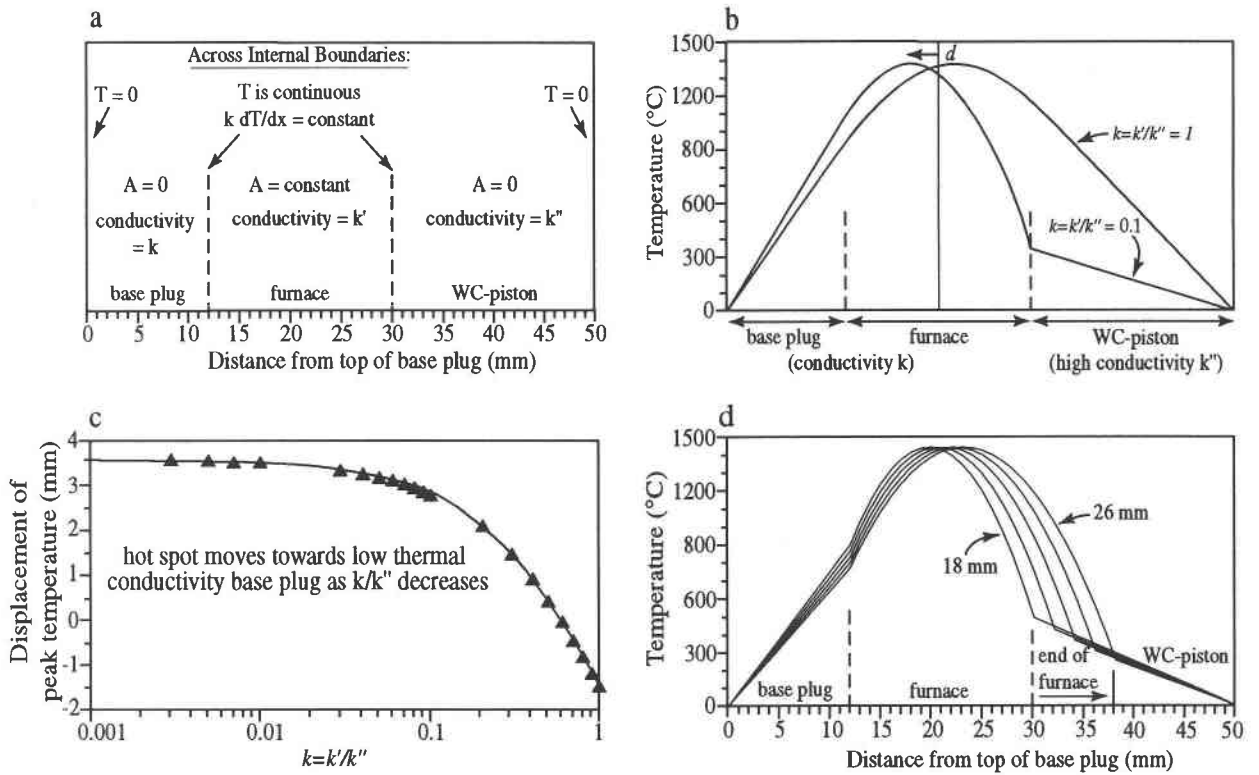 a
Across Internal Boundaries:
T = 0
T is continuous
k dT/dx = constant
T = 0
A = 0
A = constant
A = 0
conductivity
= k
conductivity = k'
conductivity = k"
base plug
furnace
WC-piston
0 5 10 15 20 25 30 35 40 45 50
Distance from top of base plug (mm)
b
Temperature (°C)
1500
1200
800
600
300
0
d
k=k'/k" = 1
k=k'/k" = 0.1
base plug
furnace
WC-piston
(conductivity k)
(high conductivity k")
c
Displacement of
peak temperature (mm)
4
3
2
1
0
-1
-2
hot spot moves towards low thermal
conductivity base plug as k/k" decreases
0.001 0.01 0.1 1
k=k'/k"
d
Temperature (°C)
1500
1200
800
600
300
0
26 mm
18 mm
end of
furnace
WC-piston
base plug
furnace
0 5 10 15 20 25 30 35 40 45 50
Distance from top of base plug (mm)